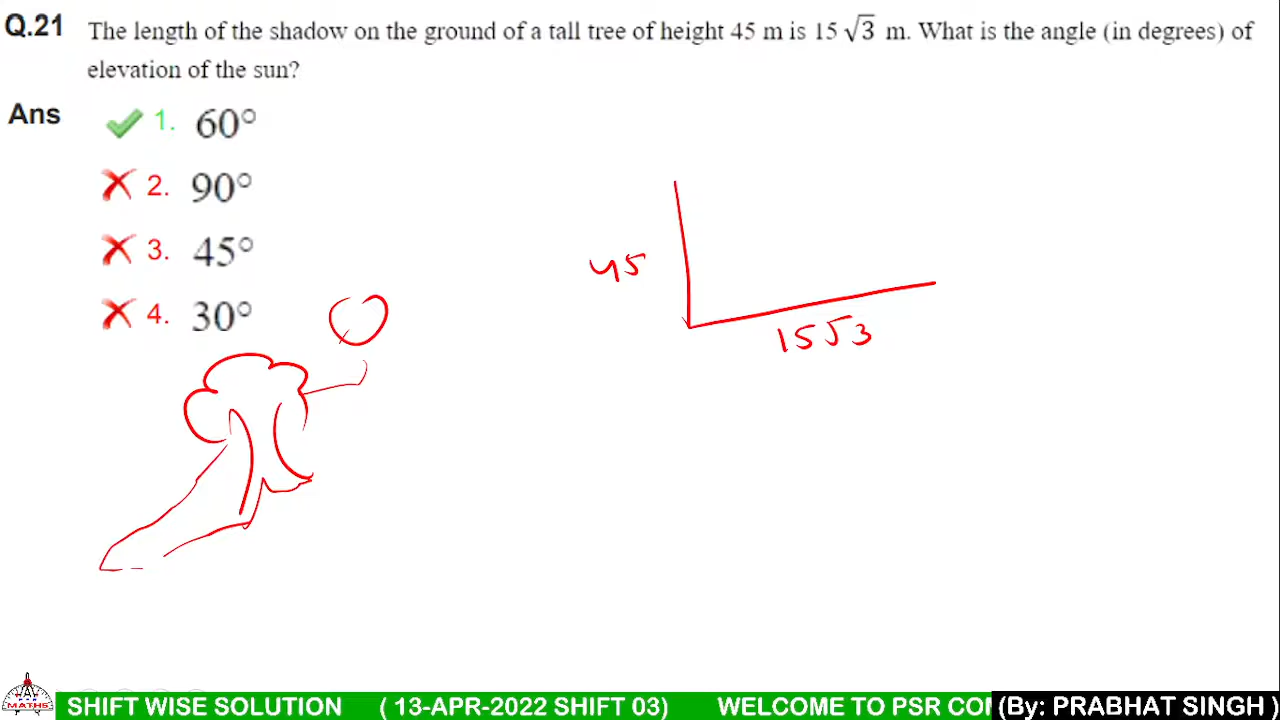 Q.21 The length of the shadow on the ground of a tall tree of height 45 m is 15 √3 m. What is the angle (in degrees) of
elevation of the sun?
Ans
1. 60°
2. 90°
3. 45°
4. 30°
45
15√3
MATHS
SHIFT WISE SOLUTION ( 13-APR-2022 SHIFT 03) WELCOME TO PSR CON (By: PRABHAT SINGH )